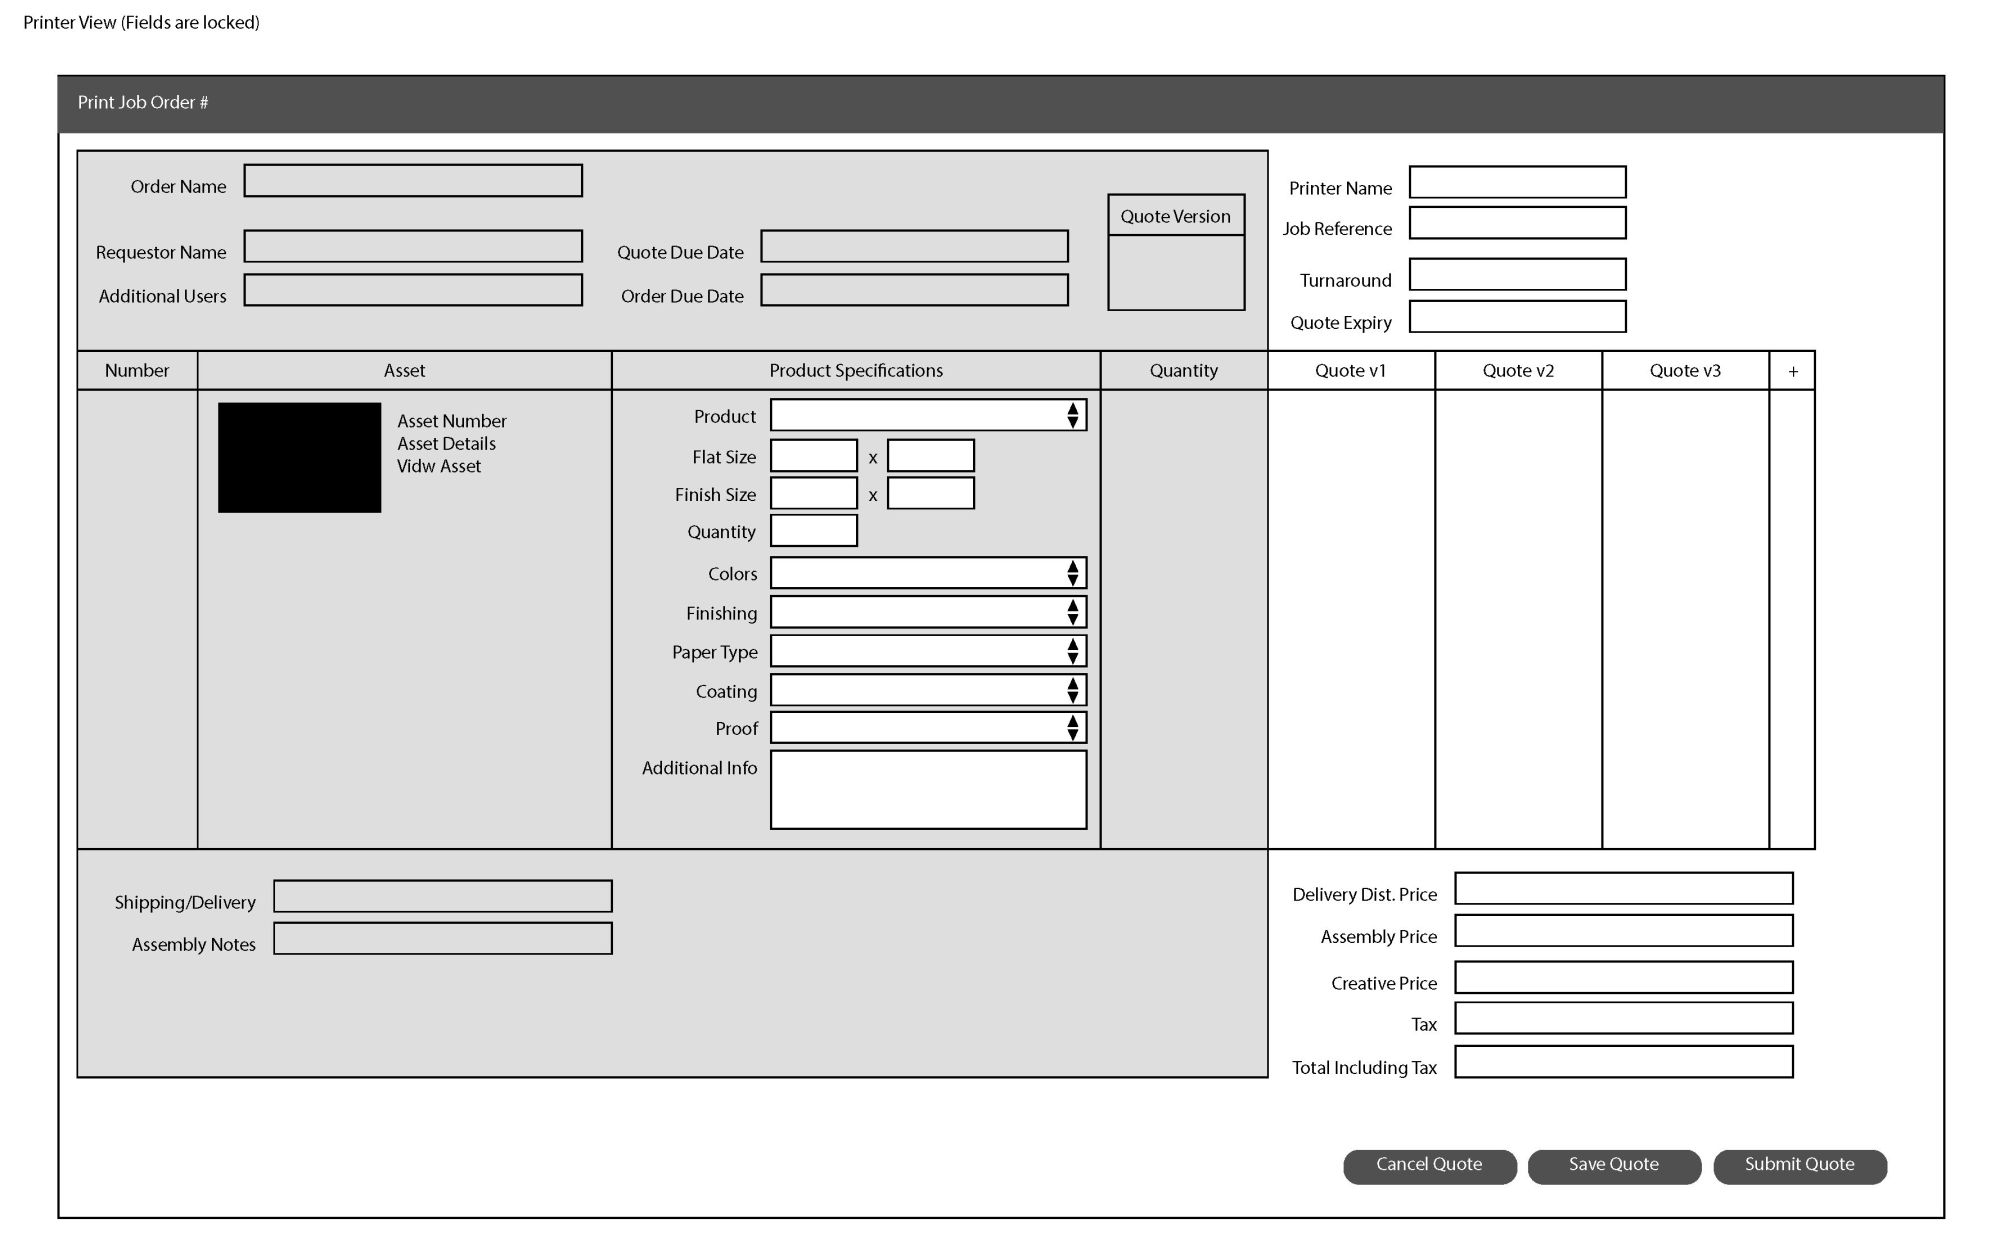 Printer View (Fields are locked)
Print Job Order #
Order Name
Requestor Name
Additional Users
Quote Due Date
Order Due Date
Quote Version
Printer Name
Job Reference
Turnaround
Quote Expiry
Number Asset Product Specifications Quantity Quote v1 Quote v2 Quote v3 +
Asset Number
Asset Details
Vidw Asset
Product
Flat Size x
Finish Size x
Quantity
Colors
Finishing
Paper Type
Coating
Proof
Additional Info
Shipping/Delivery
Assembly Notes
Delivery Dist. Price
Assembly Price
Creative Price
Tax
Total Including Tax
Cancel Quote Save Quote Submit Quote